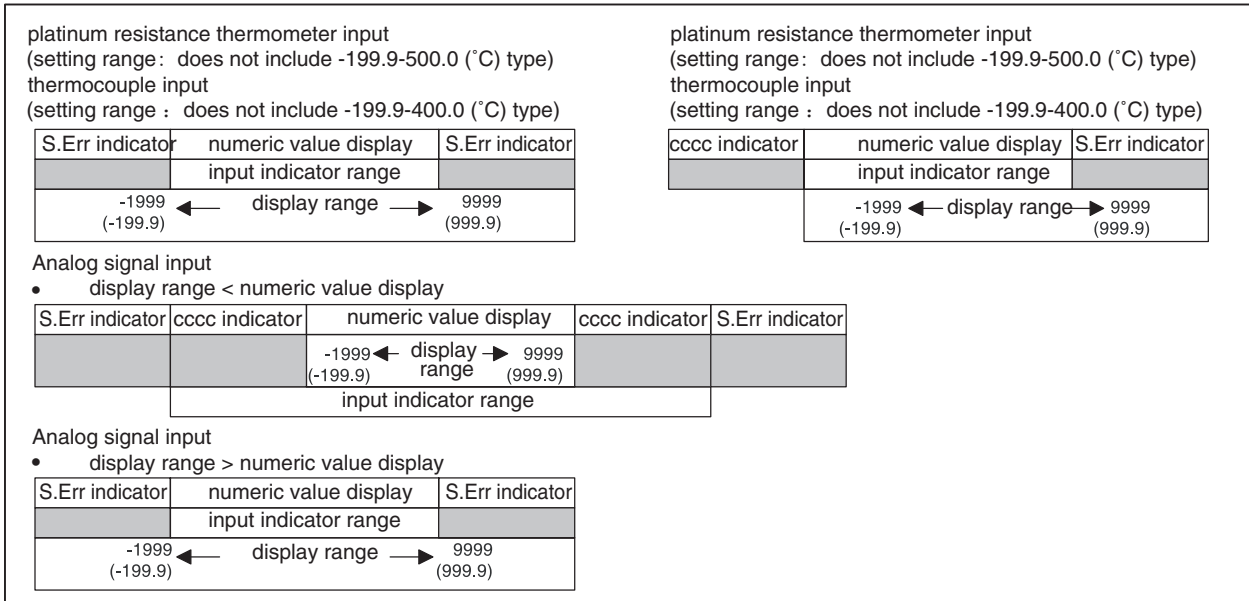 platinum resistance thermometer input
(setting range: does not include -199.9-500.0 (˚C) type)
thermocouple input
(setting range : does not include -199.9-400.0 (˚C) type)
S.Err indicator numeric value display S.Err indicator
input indicator range
-1999 display range 9999
(-199.9) (999.9)
platinum resistance thermometer input
(setting range: does not include -199.9-500.0 (˚C) type)
thermocouple input
(setting range : does not include -199.9-400.0 (˚C) type)
cccc indicator numeric value display S.Err indicator
input indicator range
-1999 display range 9999
(-199.9) (999.9)
Analog signal input
• display range < numeric value display
S.Err indicator cccc indicator numeric value display cccc indicator S.Err indicator
-1999 display 9999
(-199.9) range (999.9)
input indicator range
Analog signal input
• display range > numeric value display
S.Err indicator numeric value display S.Err indicator
input indicator range
-1999 display range 9999
(-199.9) (999.9)